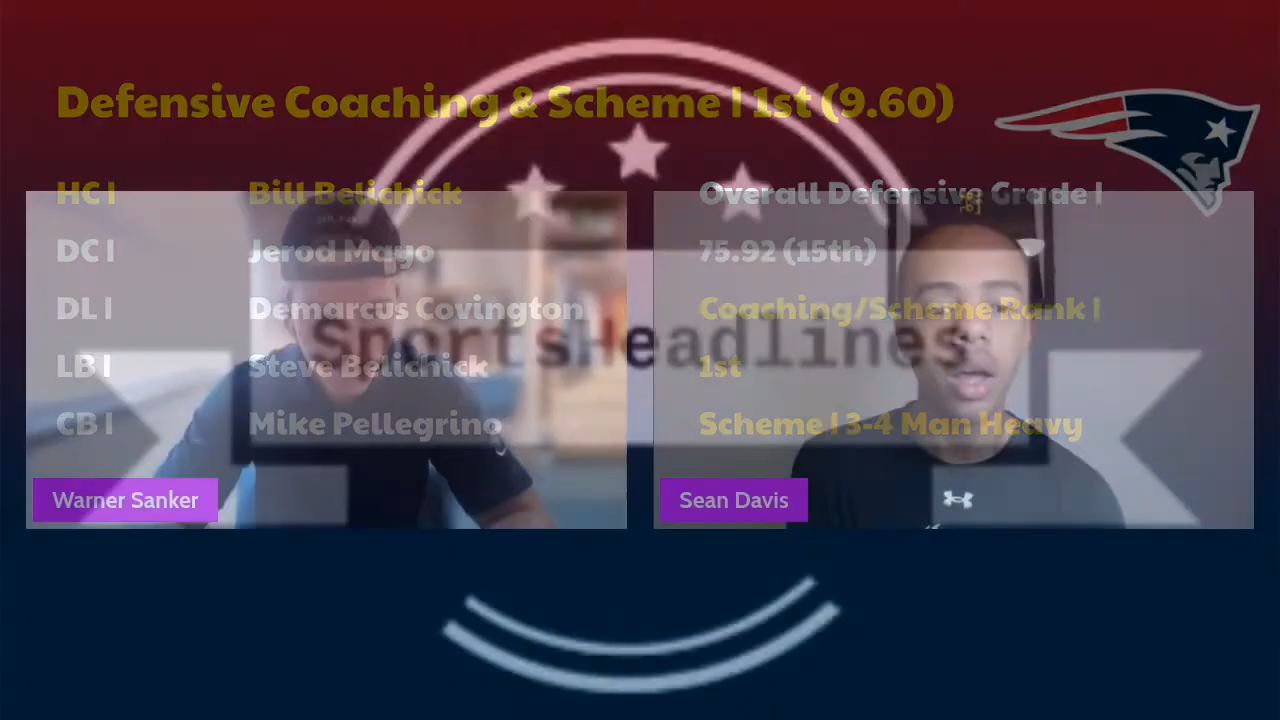 Defensive Coaching & Scheme | 1st (9.60)
HC | Bill Belichick
DC | Jerod Mayo
DL | Demarcus Covington
LB | Steve Belichick
CB | Mike Pellegrino
Overall Defensive Grade |
75.92 (15th)
Coaching/Scheme Rank |
1st
Scheme | 3-4 Man Heavy
SportsHeadlines
Warner Sanker
Sean Davis